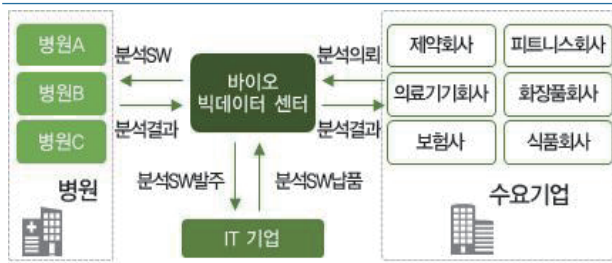 병원A
병원B
병원C
병원
분석SW
분석결과
바이오
빅데이터 센터
분석의뢰
분석결과
분석SW발주
분석SW납품
IT 기업
제약회사
피트니스회사
의료기기회사
화장품회사
보험사
식품회사
수요기업